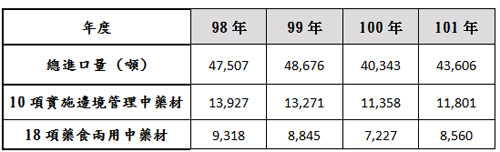 年度 98 年 99 年 100 年 101 年
總進口量（噸） 47,507 48,676 40,343 43,606
10 項實施邊境管理中藥材 13,927 13,271 11,358 11,801
18 項藥食兩用中藥材 9,318 8,845 7,227 8,560